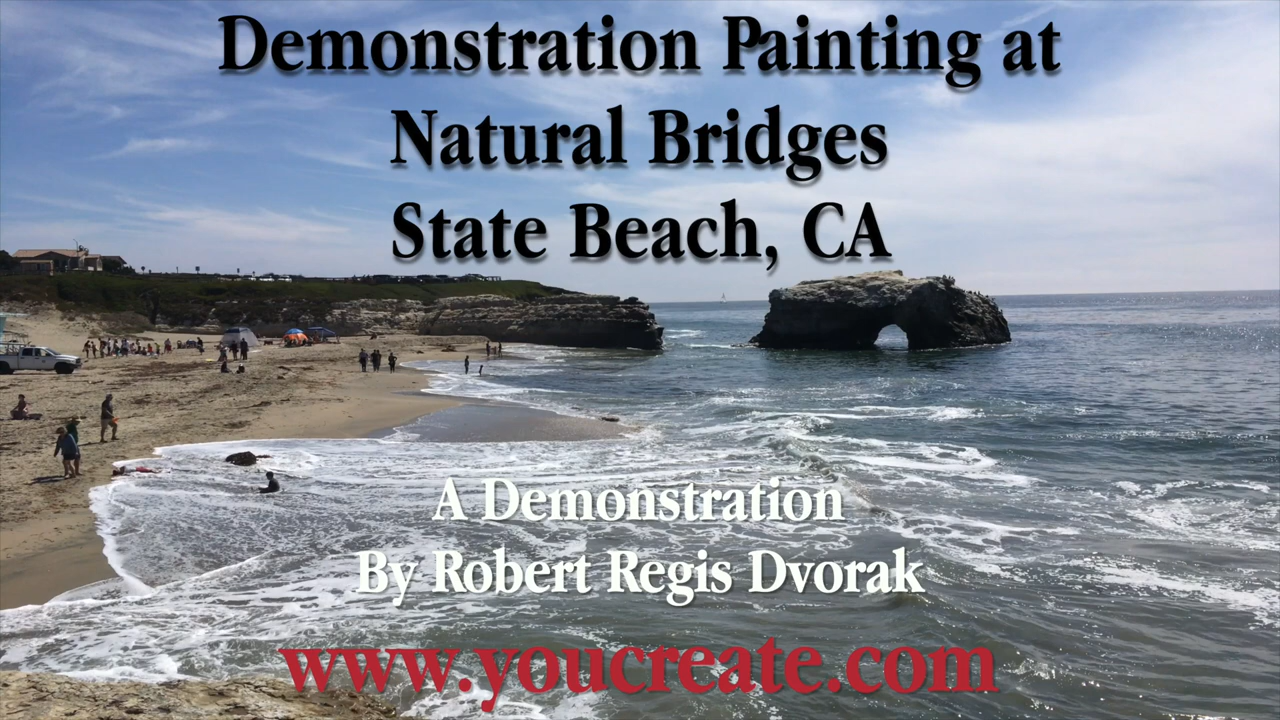 Demonstration Painting at
Natural Bridges
State Beach, CA
A Demonstration
By Robert Regis Dvorak
www.youcreate.com